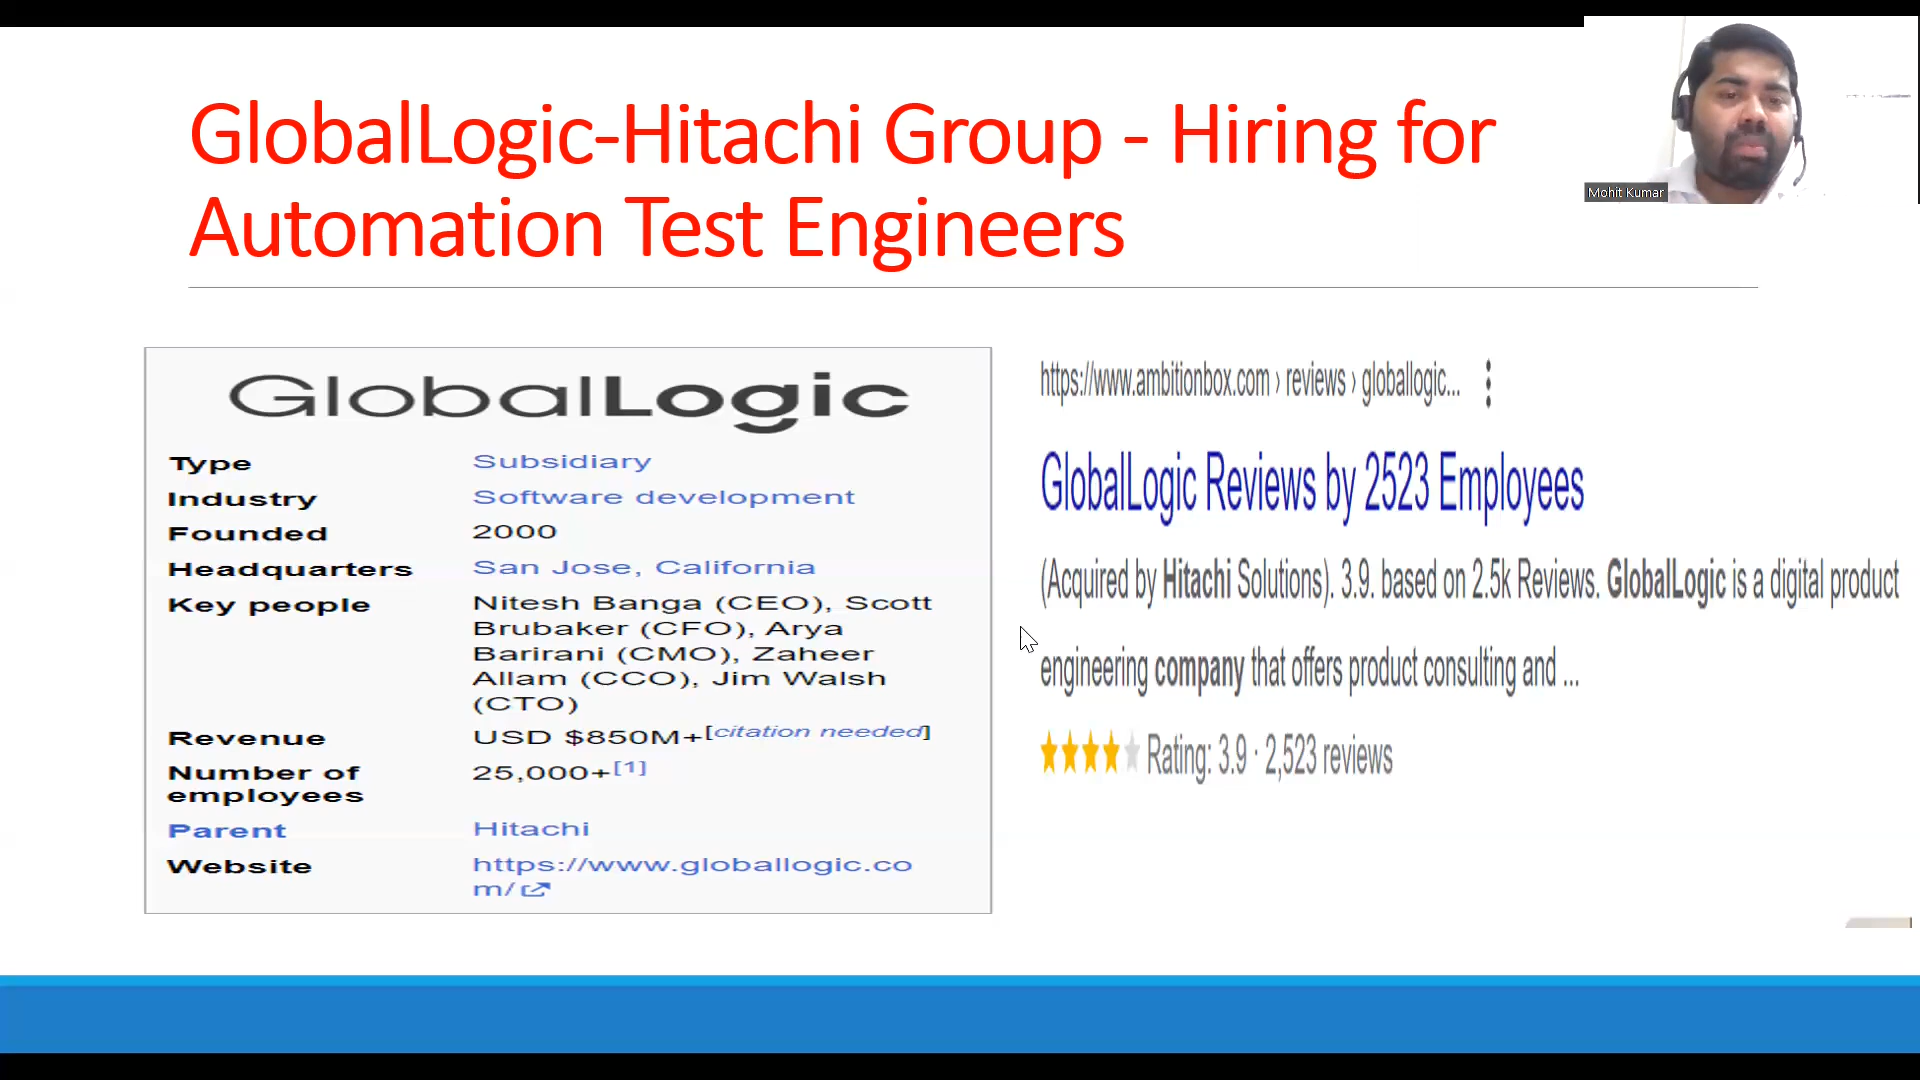 GlobalLogic-Hitachi Group - Hiring for
Automation Test Engineers
Mohit Kumar
GlobalLogic
Type Subsidiary
Industry Software development
Founded 2000
Headquarters San Jose, California
Key people Nitesh Banga (CEO), Scott
Brubaker (CFO), Arya
Barirani (CMO), Zaheer
Allam (CCO), Jim Walsh
(CTO)
Revenue USD $850M+[citation needed]
Number of 25,000+[1]
employees
Parent Hitachi
Website https://www.globallogic.co
m/
https://www.ambitionbox.com › reviews › globallogic...
GlobalLogic Reviews by 2523 Employees
(Acquired by Hitachi Solutions). 3.9. based on 2.5k Reviews. GlobalLogic is a digital product
engineering company that offers product consulting and ...
Rating: 3.9 · 2,523 reviews